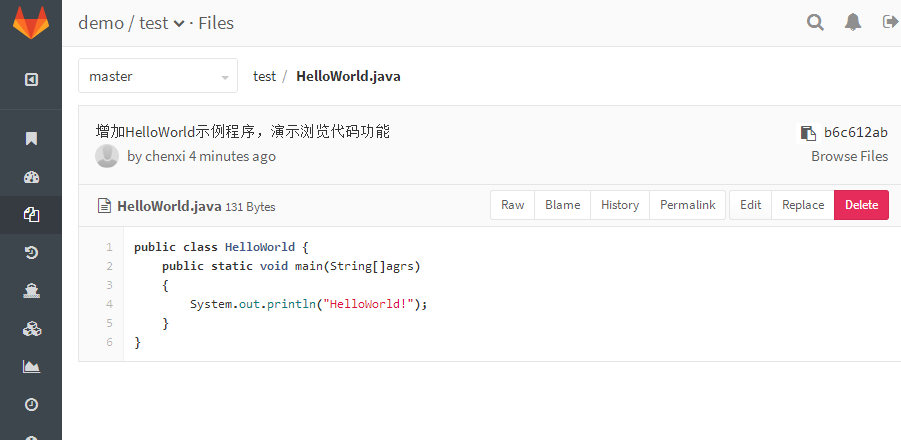 demo / test · Files
master
test / HelloWorld.java
增加HelloWorld示例程序，演示浏览代码功能
b6c612ab
by chenxi 4 minutes ago
Browse Files
HelloWorld.java 131 Bytes
Raw Blame History Permalink Edit Replace Delete
1 public class HelloWorld {
2 public static void main(String[]agrs)
3 {
4 System.out.println("HelloWorld!");
5 }
6 }